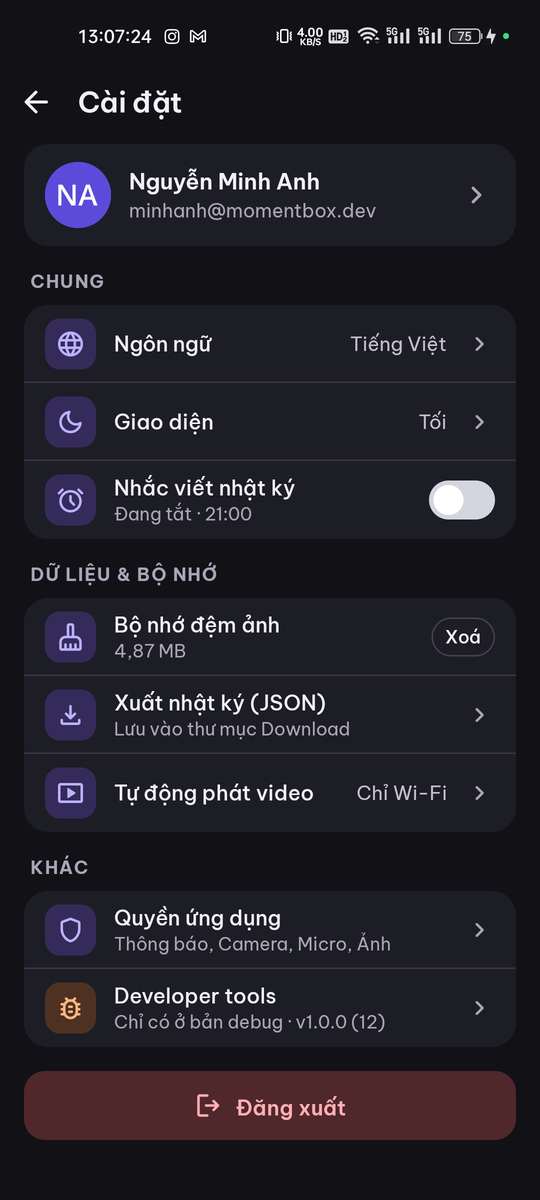 13:07:24 4.00 KB/S HD 5G 5G 75
Cài đặt
NA
Nguyễn Minh Anh
minhanh@momentbox.dev
CHUNG
Ngôn ngữ Tiếng Việt
Giao diện Tối
Nhắc viết nhật ký
Đang tắt · 21:00
DỮ LIỆU & BỘ NHỚ
Bộ nhớ đệm ảnh
4,87 MB
Xoá
Xuất nhật ký (JSON)
Lưu vào thư mục Download
Tự động phát video Chỉ Wi-Fi
KHÁC
Quyền ứng dụng
Thông báo, Camera, Micro, Ảnh
Developer tools
Chỉ có ở bản debug · v1.0.0 (12)
Đăng xuất